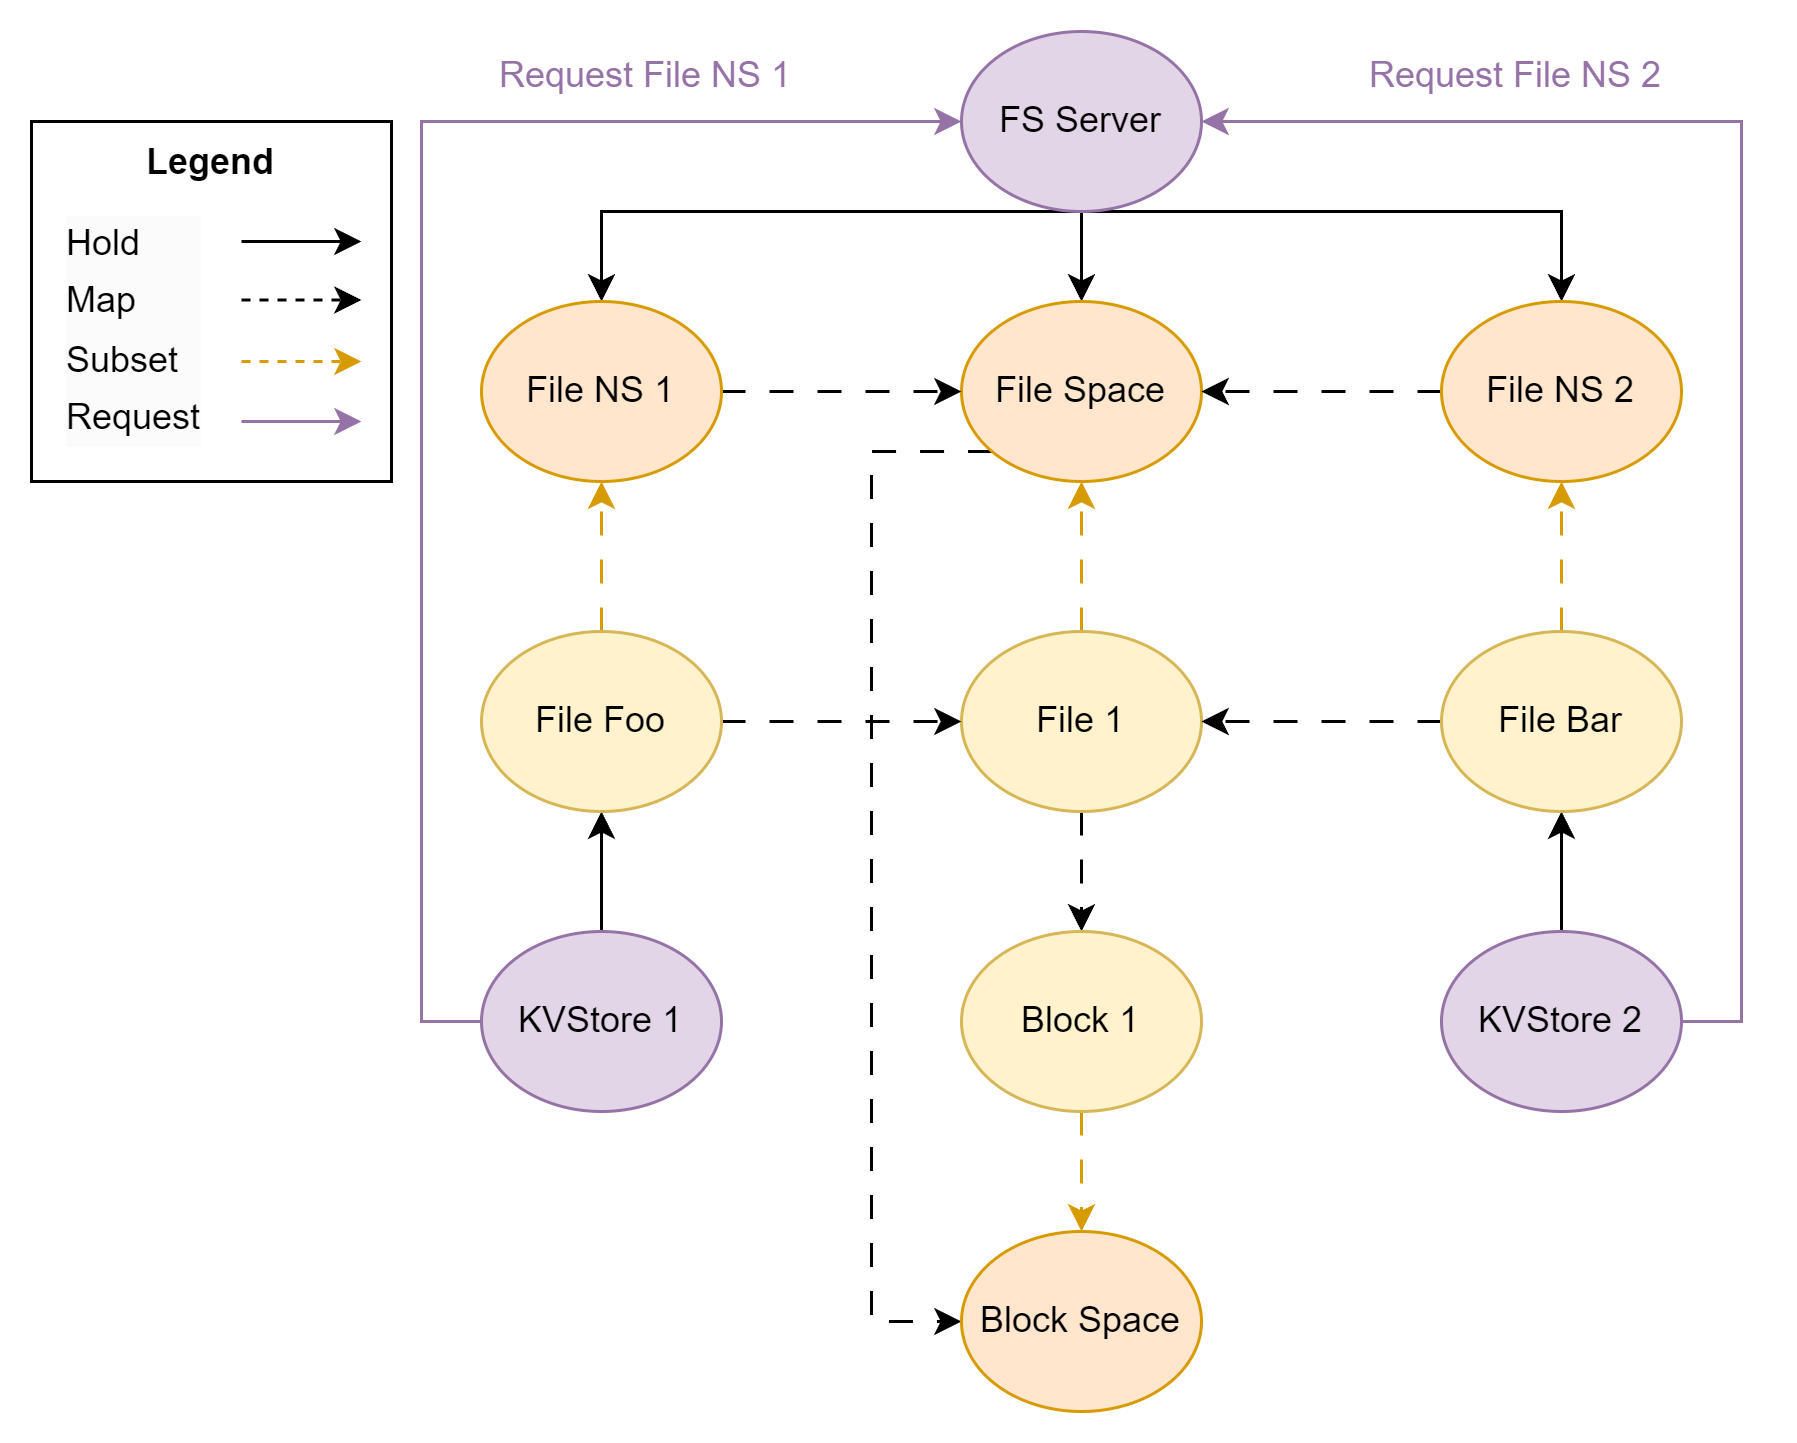 Request File NS 1
Request File NS 2
FS Server
Legend
Hold
Map
Subset
Request
File NS 1
File Space
File NS 2
File Foo
File 1
File Bar
KVStore 1
Block 1
KVStore 2
Block Space